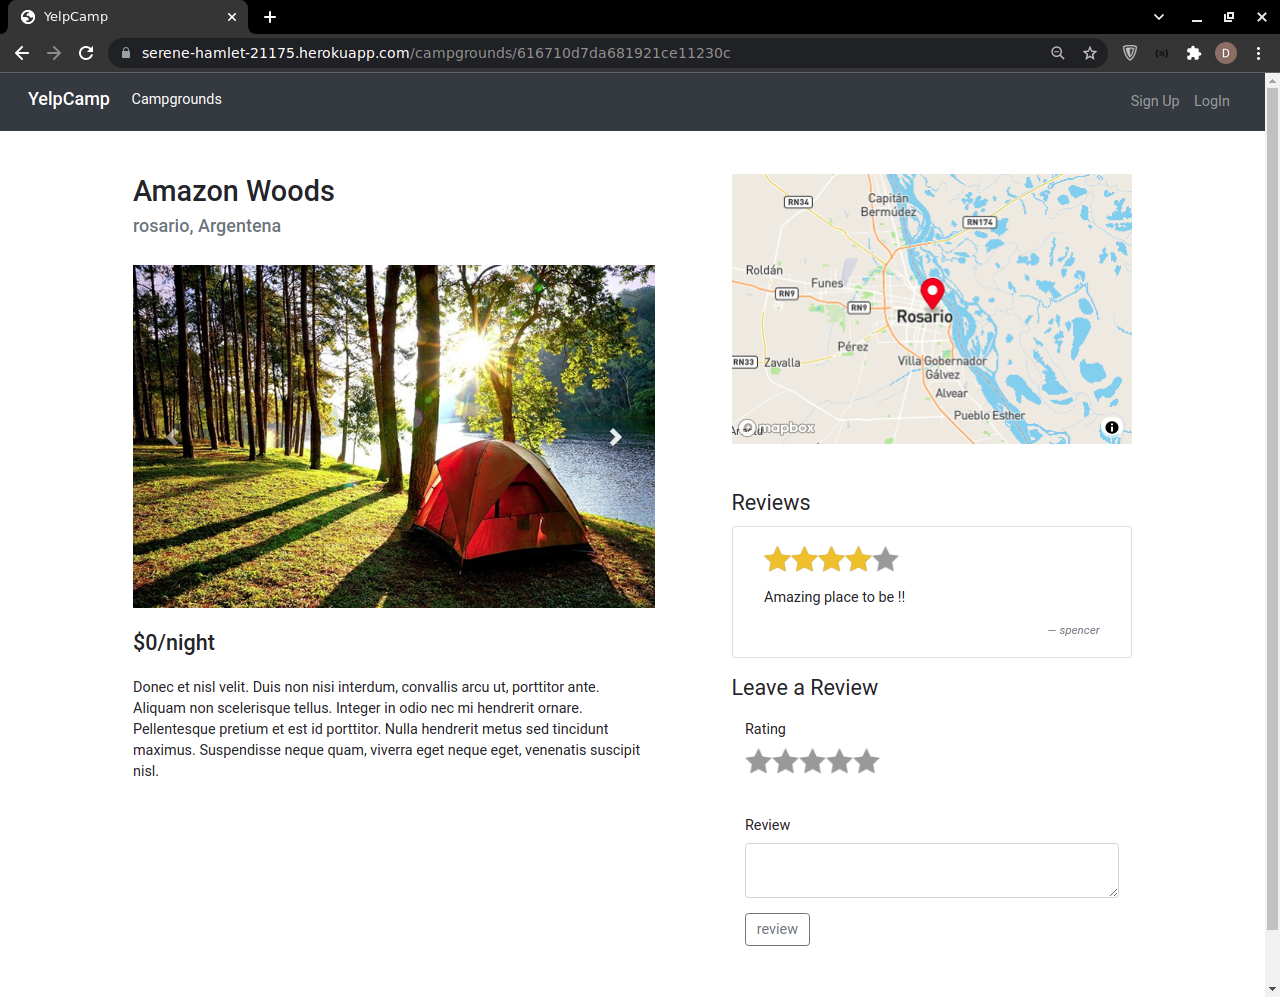 YelpCamp
serene-hamlet-21175.herokuapp.com/campgrounds/616710d7da681921ce11230c
D
YelpCamp Campgrounds
Sign Up LogIn
Amazon Woods
rosario, Argentena
$0/night
Donec et nisl velit. Duis non nisi interdum, convallis arcu ut, porttitor ante.
Aliquam non scelerisque tellus. Integer in odio nec mi hendrerit ornare.
Pellentesque pretium et est id porttitor. Nulla hendrerit metus sed tincidunt
maximus. Suspendisse neque quam, viverra eget neque eget, venenatis suscipit
nisl.
RN34
Capitán
Bermúdez
RN174
Roldán
Funes
RN9
RN9
Rosario
Pérez
RN33
Zavalla
Villa Gobernador
Gálvez
Alvear
Pueblo Esther
mapbox
Reviews
Amazing place to be !!
— spencer
Leave a Review
Rating
Review
review